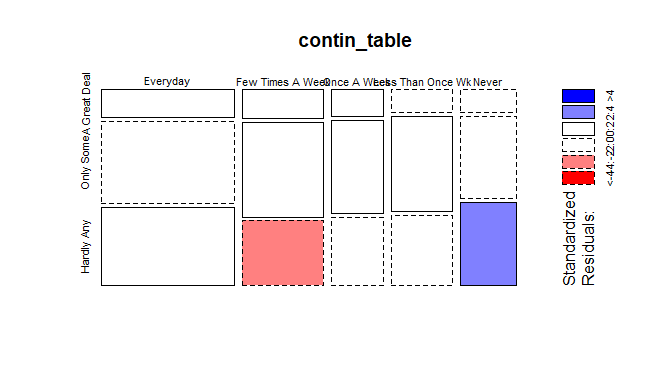 contin_table
Everyday
Few Times A Week
Once A Week
Less Than Once Wk
Never
A Great Deal
Only Some
Hardly Any
Standardized
Residuals:
<-4
-4:-2
-2:0
0:2
2:4
>4